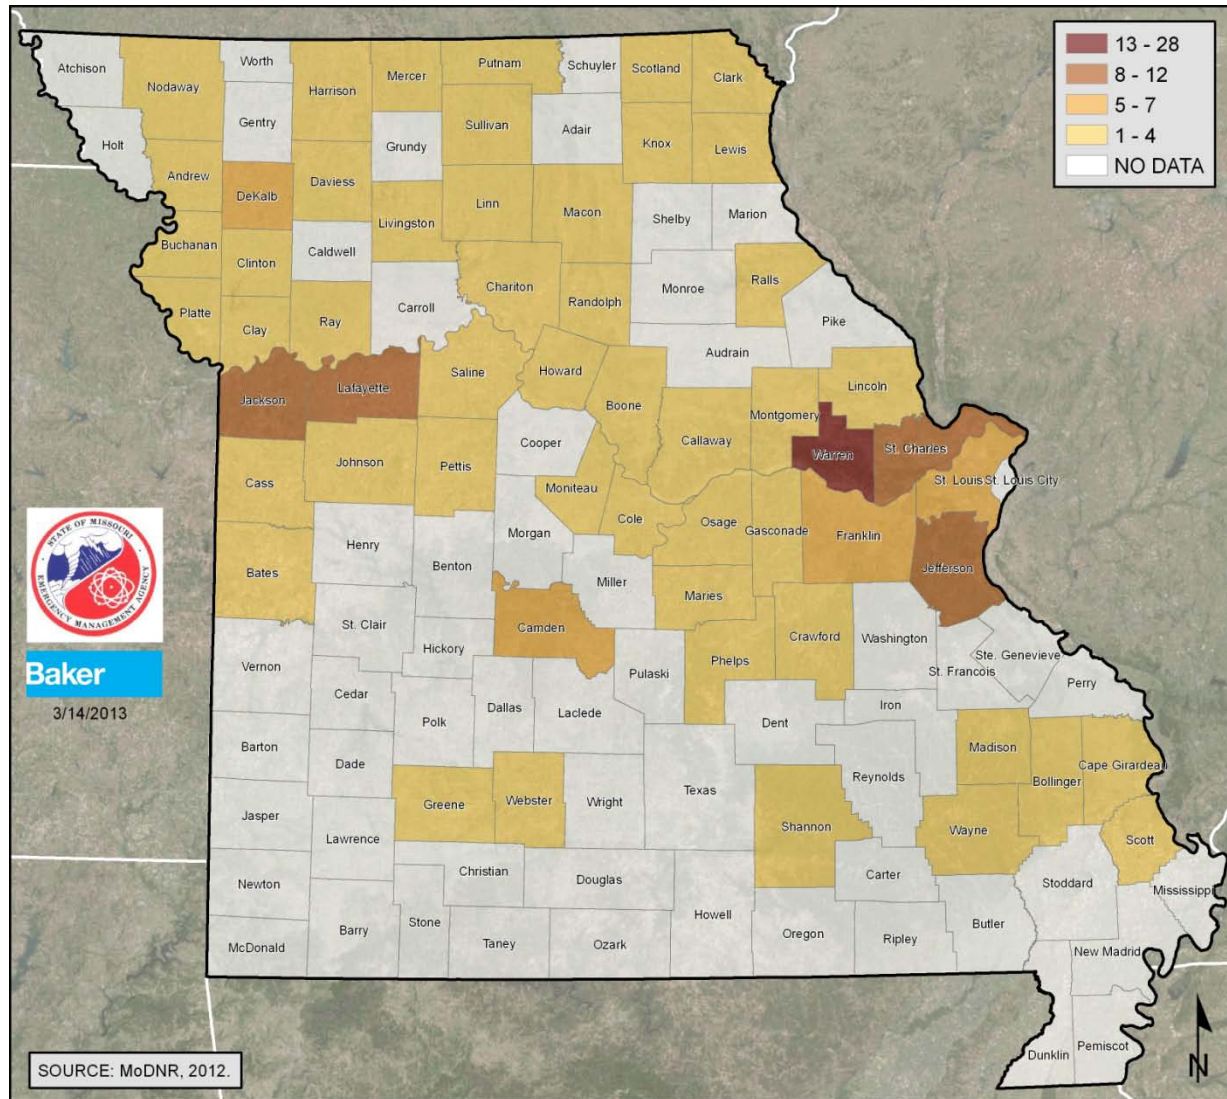 13 - 28
8 - 12
5 - 7
1 - 4
NO DATA
Atchison
Nodaway
Worth
Harrison
Mercer
Putnam
Schuyler
Scotland
Clark
Holt
Gentry
Grundy
Sullivan
Adair
Knox
Lewis
Andrew
DeKalb
Daviess
Livingston
Linn
Macon
Shelby
Marion
Buchanan
Clinton
Caldwell
Chariton
Randolph
Monroe
Ralls
Pike
Platte
Clay
Ray
Carroll
Audrain
Jackson
Lafayette
Saline
Howard
Boone
Callaway
Montgomery
Lincoln
Warren
St. Charles
Cass
Johnson
Pettis
Cooper
Moniteau
Cole
Osage
Gasconade
Franklin
St. Louis
St. Louis City
Jefferson
Bates
Henry
Benton
Morgan
Miller
Maries
Camden
St. Clair
Hickory
Pulaski
Phelps
Crawford
Washington
Ste. Genevieve
St. Francois
Perry
Vernon
Cedar
Polk
Dallas
Laclede
Dent
Iron
Barton
Dade
Greene
Webster
Wright
Texas
Reynolds
Madison
Bollinger
Cape Girardeau
Jasper
Lawrence
Shannon
Wayne
Scott
Newton
Christian
Douglas
Howell
Carter
Butler
Stoddard
Mississippi
McDonald
Barry
Stone
Taney
Ozark
Oregon
Ripley
New Madrid
Dunklin
Pemiscot
STATE OF MISSOURI
EMERGENCY MANAGEMENT AGENCY
Baker
3/14/2013
SOURCE: MoDNR, 2012.
N